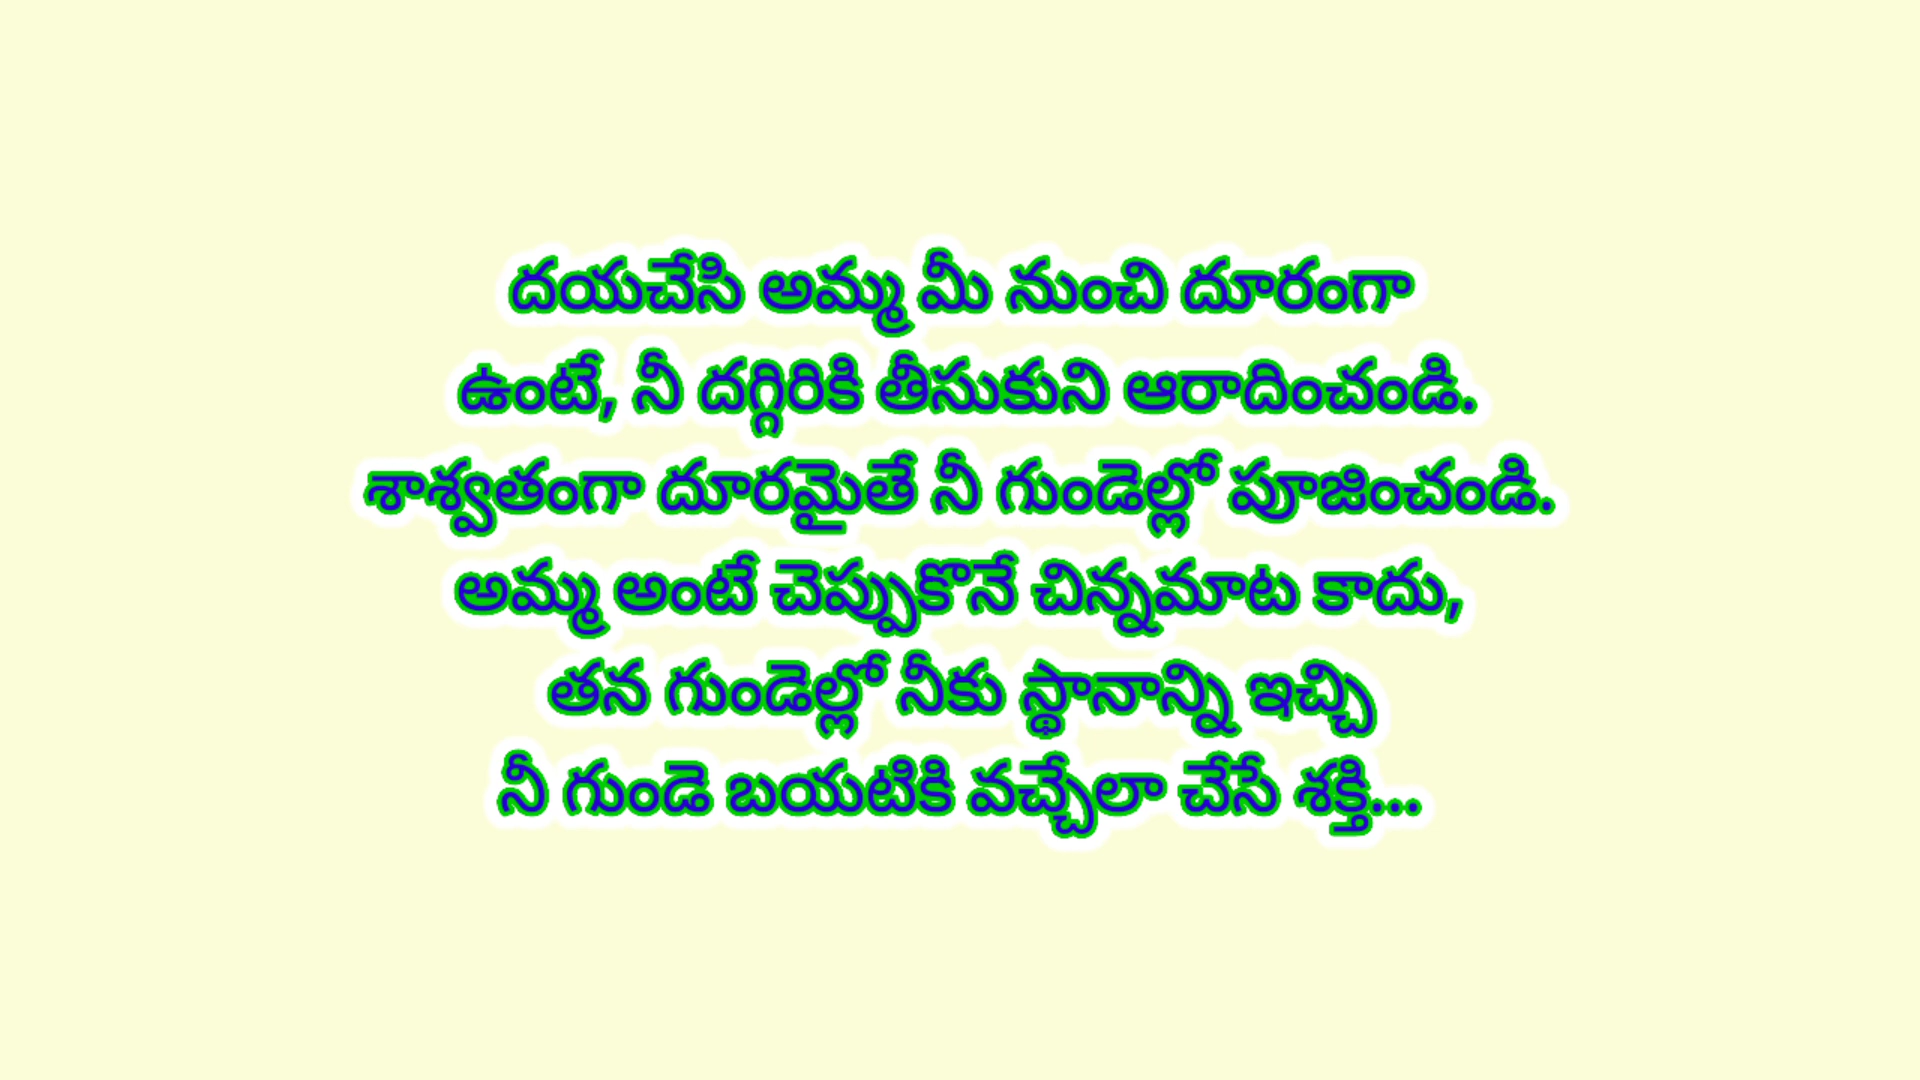 దయచేసి అమ్మ మీ నుంచి దూరంగా
ఉంటే, నీ దగ్గిరికి తీసుకుని ఆరాదించండి.
శాశ్వతంగా దూరమైతే నీ గుండెల్లో పూజించండి.
అమ్మ అంటే చెప్పుకొనే చిన్నమాట కాదు,
తన గుండెల్లో నీకు స్థానాన్ని ఇచ్చి
నీ గుండె బయటికి వచ్చేలా చేసే శక్తి...